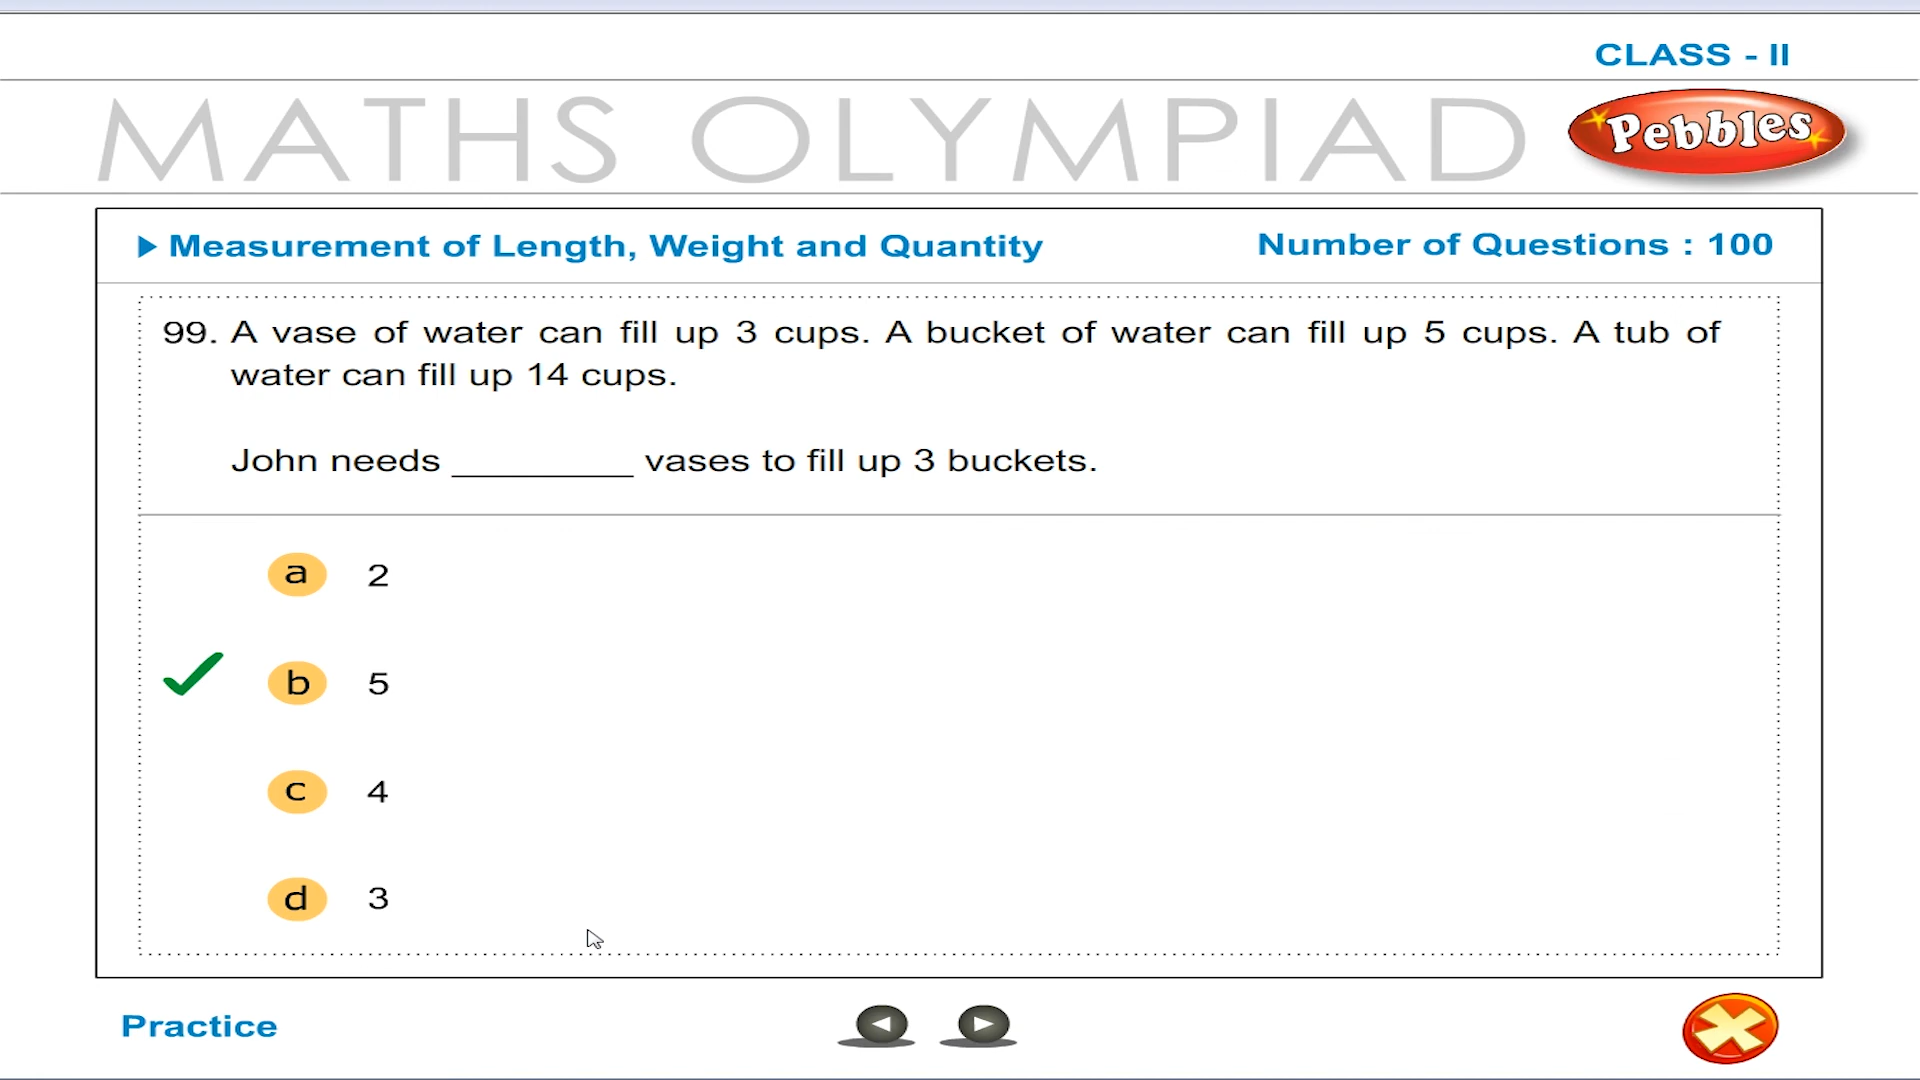 CLASS - II
MATHS OLYMPIAD
Pebbles
Measurement of Length, Weight and Quantity
Number of Questions : 100
99. A vase of water can fill up 3 cups. A bucket of water can fill up 5 cups. A tub of
water can fill up 14 cups.
John needs _________ vases to fill up 3 buckets.
a 2
b 5
c 4
d 3
Practice